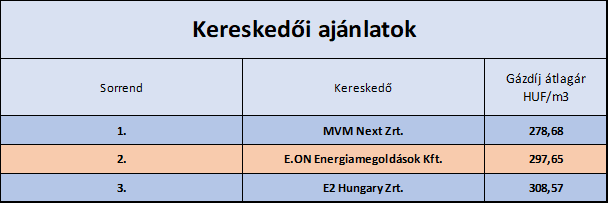 Kereskedői ajánlatok
Sorrend
Kereskedő
Gázdíj átlagár
HUF/m3
1.
MVM Next Zrt.
278,68
2.
E.ON Energiamegoldások Kft.
297,65
3.
E2 Hungary Zrt.
308,57